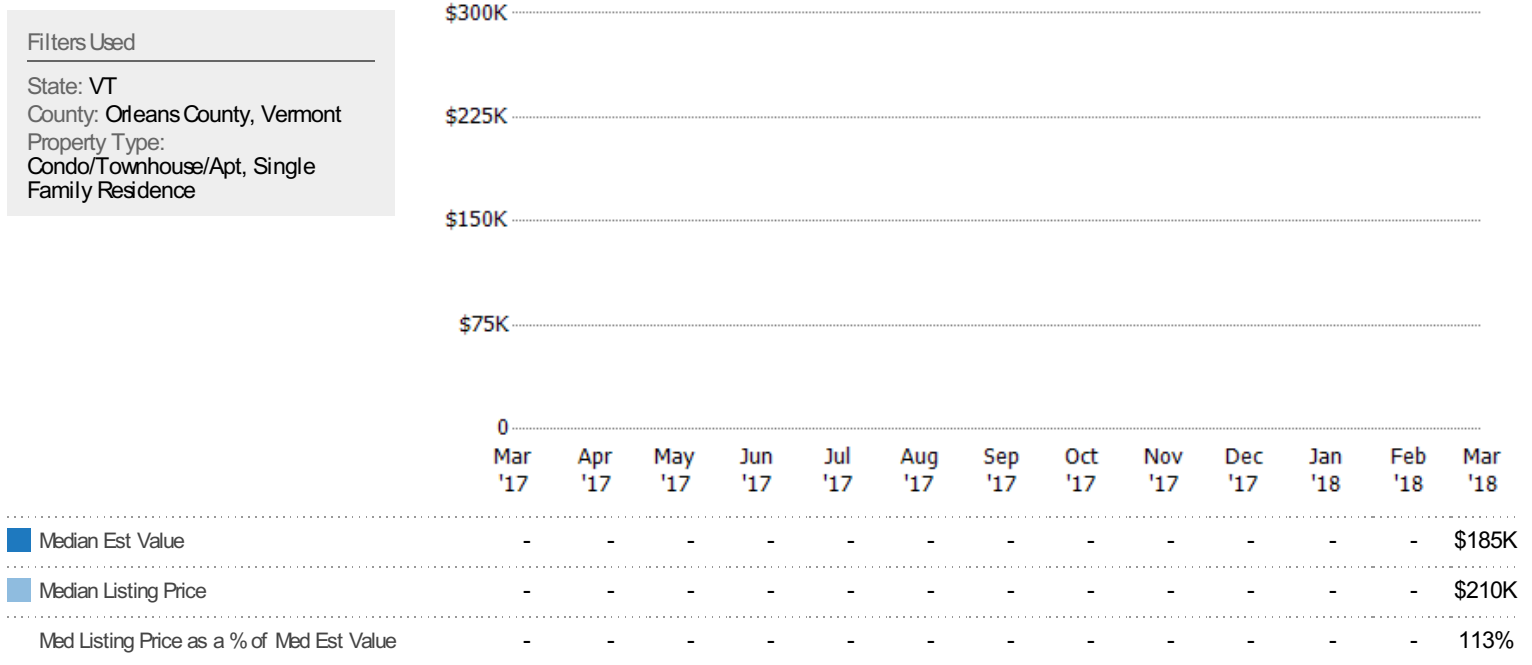 Filters Used
State: VT
County: Orleans County, Vermont
Property Type:
Condo/Townhouse/Apt, Single
Family Residence
$300K
$225K
$150K
$75K
0
Mar Apr May Jun Jul Aug Sep Oct Nov Dec Jan Feb Mar
'17 '17 '17 '17 '17 '17 '17 '17 '17 '17 '18 '18 '18
Median Est Value - - - - - - - - - - - - $185K
Median Listing Price - - - - - - - - - - - - $210K
Med Listing Price as a % of Med Est Value - - - - - - - - - - - - 113%